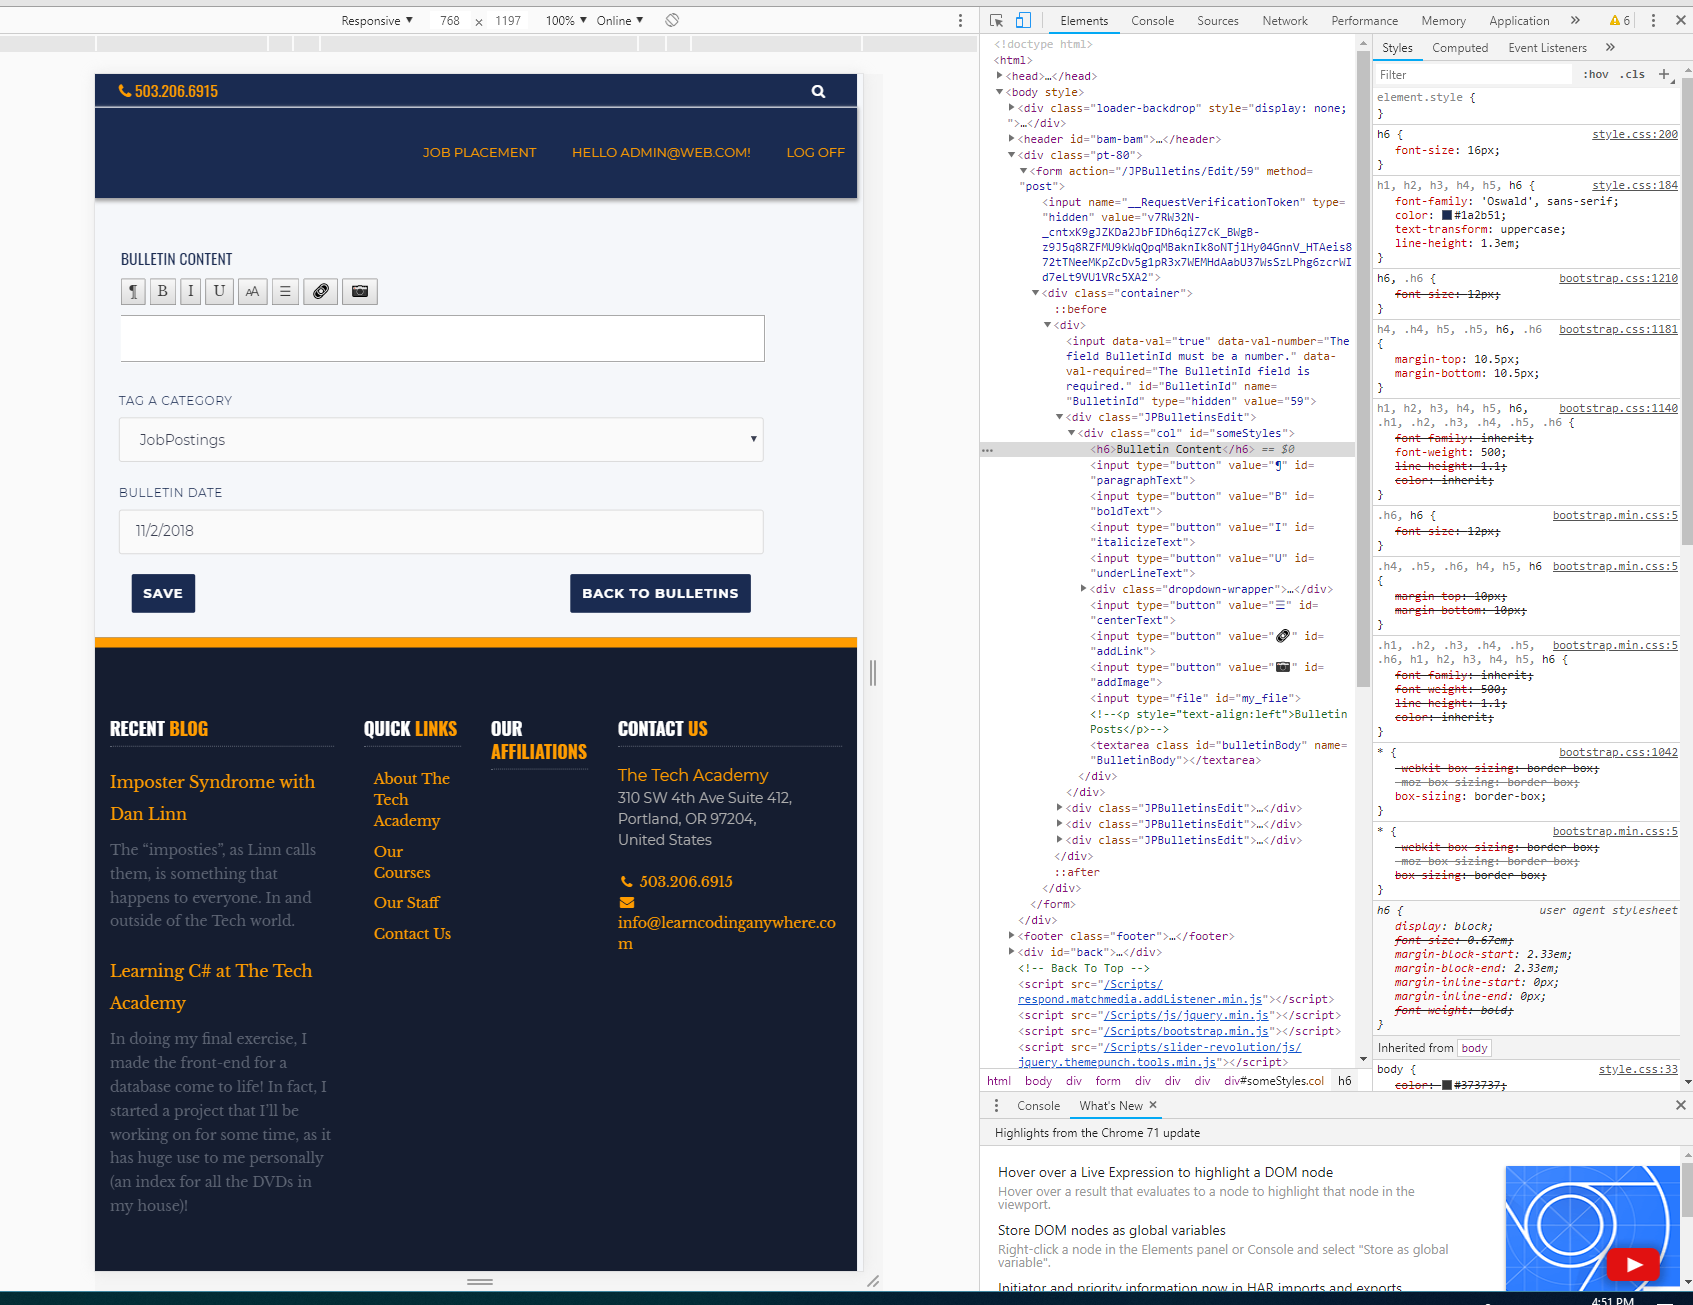 Responsive ▼ 768 x 1197 100% ▼ Online ▼
503.206.6915
JOB PLACEMENT HELLO ADMIN@WEB.COM! LOG OFF
BULLETIN CONTENT
¶ B I U AA ☰
TAG A CATEGORY
JobPostings
BULLETIN DATE
11/2/2018
SAVE BACK TO BULLETINS
RECENT BLOG
Imposter Syndrome with
Dan Linn
The “imposties”, as Linn calls
them, is something that
happens to everyone. In and
outside of the Tech world.
Learning C# at The Tech
Academy
In doing my final exercise, I
made the front-end for a
database come to life! In fact, I
started a project that I’ll be
working on for some time, as it
has huge use to me personally
(an index for all the DVDs in
my house)!
QUICK LINKS
About The
Tech
Academy
Our
Courses
Our Staff
Contact Us
OUR
AFFILIATIONS
CONTACT US
The Tech Academy
310 SW 4th Ave Suite 412,
Portland, OR 97204,
United States
503.206.6915
info@learncodinganywhere.co
m
Elements Console Sources Network Performance Memory Application » 6
<!doctype html>
<html>
<head>…</head>
<body style>
<div class="loader-backdrop" style="display: none;
">…</div>
<header id="bam-bam">…</header>
<div class="pt-80">
<form action="/JPBulletins/Edit/59" method=
"post">
<input name="__RequestVerificationToken" type=
"hidden" value="v7RW32N-
_cntxK9gJZKDa2JbFIDh6qiZ7cK_BWgB-
z9J5q8RZFMU9kWqQpqMBaknIk8oNTjlHy04GnnV_HTAeis8
72tTNeeMKpZcDv5g1pR3x7WEMHdAabU37WsSzLPhg6zcrWI
d7eLt9VU1VRc5XA2">
<div class="container">
::before
<div>
<input data-val="true" data-val-number="The
field BulletinId must be a number." data-
val-required="The BulletinId field is
required." id="BulletinId" name=
"BulletinId" type="hidden" value="59">
<div class="JPBulletinsEdit">
<div class="col" id="someStyles">
<h6>Bulletin Content</h6> == $0
<input type="button" value="¶" id=
"paragraphText">
<input type="button" value="B" id=
"boldText">
<input type="button" value="I" id=
"italicizeText">
<input type="button" value="U" id=
"underLineText">
<div class="dropdown-wrapper">…</div>
<input type="button" value="☰" id=
"centerText">
<input type="button" value="🔗" id=
"addLink">
<input type="button" value="📷" id=
"addImage">
<input type="file" id="my_file">
<!--<p style="text-align:left">Bulletin
Posts</p>-->
<textarea class id="bulletinBody" name=
"BulletinBody"></textarea>
</div>
</div>
<div class="JPBulletinsEdit">…</div>
<div class="JPBulletinsEdit">…</div>
<div class="JPBulletinsEdit">…</div>
</div>
::after
</div>
</form>
</div>
<footer class="footer">…</footer>
<div id="back">…</div>
<!-- Back To Top -->
<script src="/Scripts/
respond.matchmedia.addListener.min.js"></script>
<script src="/Scripts/js/jquery.min.js"></script>
<script src="/Scripts/bootstrap.min.js"></script>
<script src="/Scripts/slider-revolution/js/
jquery.themepunch.tools.min.js"></script>
html body div form div div div div#someStyles.col h6
Styles Computed Event Listeners »
Filter :hov .cls +
element.style {
}
h6 { style.css:200
font-size: 16px;
}
h1, h2, h3, h4, h5, h6 { style.css:184
font-family: 'Oswald', sans-serif;
color: #1a2b51;
text-transform: uppercase;
line-height: 1.3em;
}
h6, .h6 { bootstrap.css:1210
font-size: 12px;
}
h4, .h4, h5, .h5, h6, .h6 bootstrap.css:1181
{
margin-top: 10.5px;
margin-bottom: 10.5px;
}
h1, h2, h3, h4, h5, h6, bootstrap.css:1140
.h1, .h2, .h3, .h4, .h5, .h6 {
font-family: inherit;
font-weight: 500;
line-height: 1.1;
color: inherit;
}
.h6, h6 { bootstrap.min.css:5
font-size: 12px;
}
.h4, .h5, .h6, h4, h5, h6 bootstrap.min.css:5
{
margin-top: 10px;
margin-bottom: 10px;
}
.h1, .h2, .h3, .h4, .h5, bootstrap.min.css:5
.h6, h1, h2, h3, h4, h5, h6 {
font-family: inherit;
font-weight: 500;
line-height: 1.1;
color: inherit;
}
* { bootstrap.css:1042
-webkit-box-sizing: border-box;
-moz-box-sizing: border-box;
box-sizing: border-box;
}
* { bootstrap.min.css:5
-webkit-box-sizing: border-box;
-moz-box-sizing: border-box;
box-sizing: border-box;
}
h6 { user agent stylesheet
display: block;
font-size: 0.67em;
margin-block-start: 2.33em;
margin-block-end: 2.33em;
margin-inline-start: 0px;
margin-inline-end: 0px;
font-weight: bold;
}
Inherited from body
body { style.css:33
color: #373737;
Console What's New ×
Highlights from the Chrome 71 update
Hover over a Live Expression to highlight a DOM node
Hover over a result that evaluates to a node to highlight that node in the
viewport.
Store DOM nodes as global variables
Right-click a node in the Elements panel or Console and select "Store as global
variable".
Initiator and priority information now in HAR imports and exports
4:51 PM